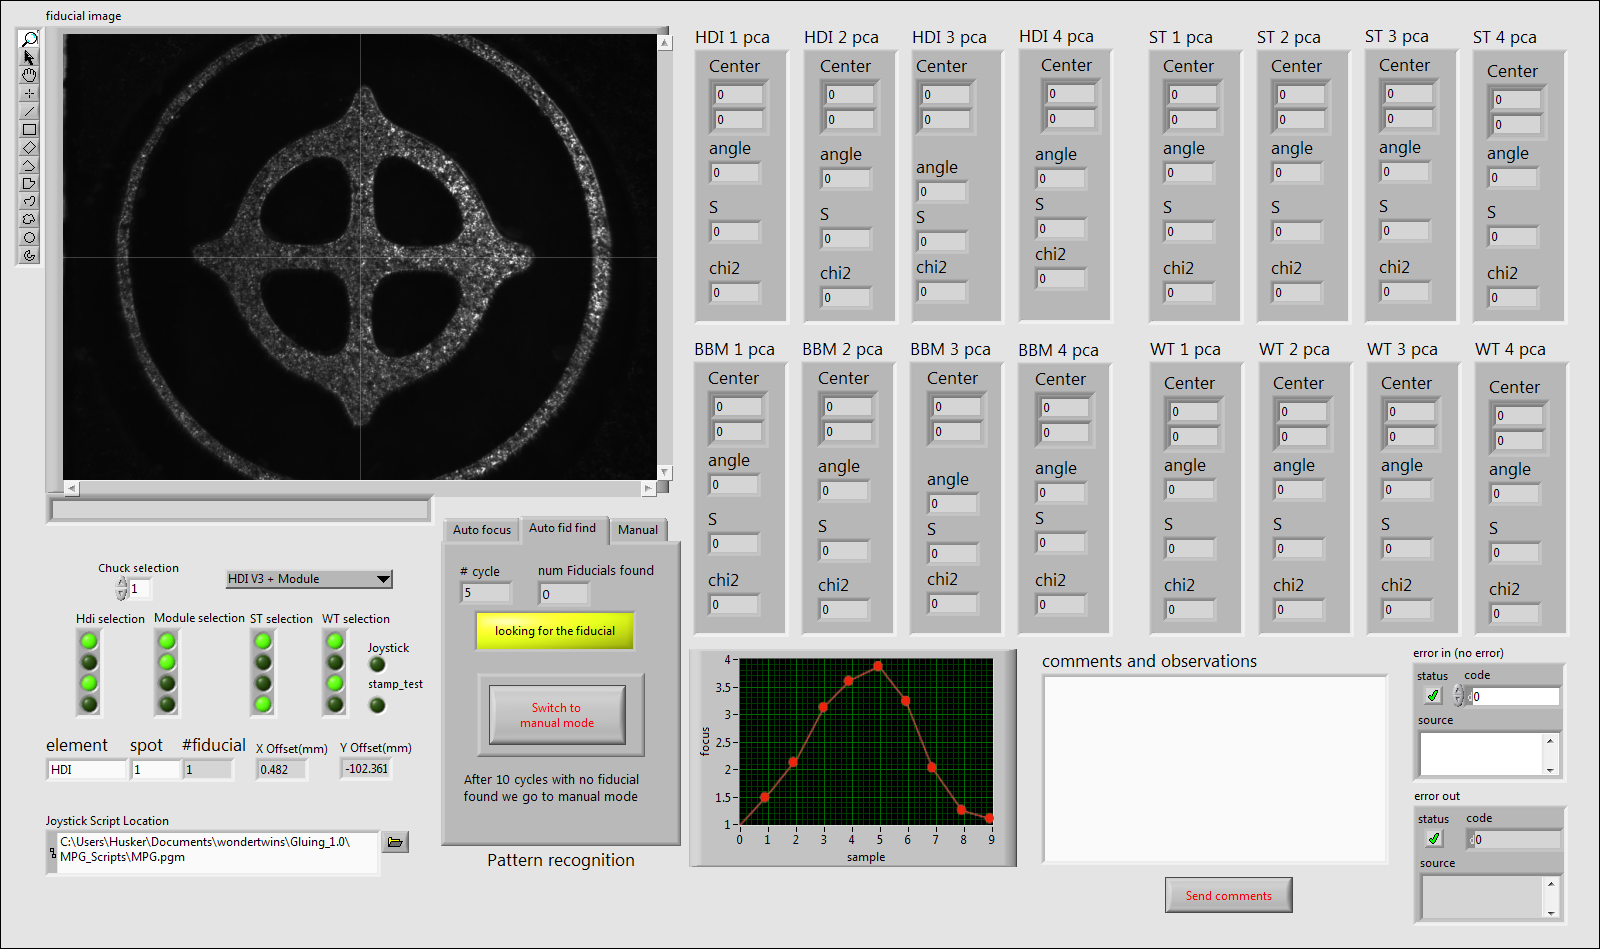 fiducial image
HDI 1 pca
HDI 2 pca
HDI 3 pca
HDI 4 pca
ST 1 pca
ST 2 pca
ST 3 pca
ST 4 pca
Center
0
0
angle
0
S
0
chi2
0
Center
0
0
angle
0
S
0
chi2
0
Center
0
0
angle
0
S
0
chi2
0
Center
0
0
angle
0
S
0
chi2
0
Center
0
0
angle
0
S
0
chi2
0
Center
0
0
angle
0
S
0
chi2
0
Center
0
0
angle
0
S
0
chi2
0
Center
0
0
angle
0
S
0
chi2
0
BBM 1 pca
BBM 2 pca
BBM 3 pca
BBM 4 pca
WT 1 pca
WT 2 pca
WT 3 pca
WT 4 pca
Center
0
0
angle
0
S
0
chi2
0
Center
0
0
angle
0
S
0
chi2
0
Center
0
0
angle
0
S
0
chi2
0
Center
0
0
angle
0
S
0
chi2
0
Center
0
0
angle
0
S
0
chi2
0
Center
0
0
angle
0
S
0
chi2
0
Center
0
0
angle
0
S
0
chi2
0
Center
0
0
angle
0
S
0
chi2
0
Chuck selection
1
HDI V3 + Module
Hdi selection
Module selection
ST selection
WT selection
Joystick
stamp_test
element
HDI
spot
1
#fiducial
1
X Offset(mm)
0.482
Y Offset(mm)
-102.361
Joystick Script Location
C:\Users\Husker\Documents\wondertwins\Gluing_1.0\
MPG_Scripts\MPG.pgm
Auto focus
Auto fid find
Manual
# cycle
5
num Fiducials found
0
looking for the fiducial
Switch to
manual mode
After 10 cycles with no fiducial
found we go to manual mode
Pattern recognition
focus
4
3.5
3
2.5
2
1.5
1
0 1 2 3 4 5 6 7 8 9
sample
comments and observations
Send comments
error in (no error)
status
code
0
source
error out
status
code
0
source